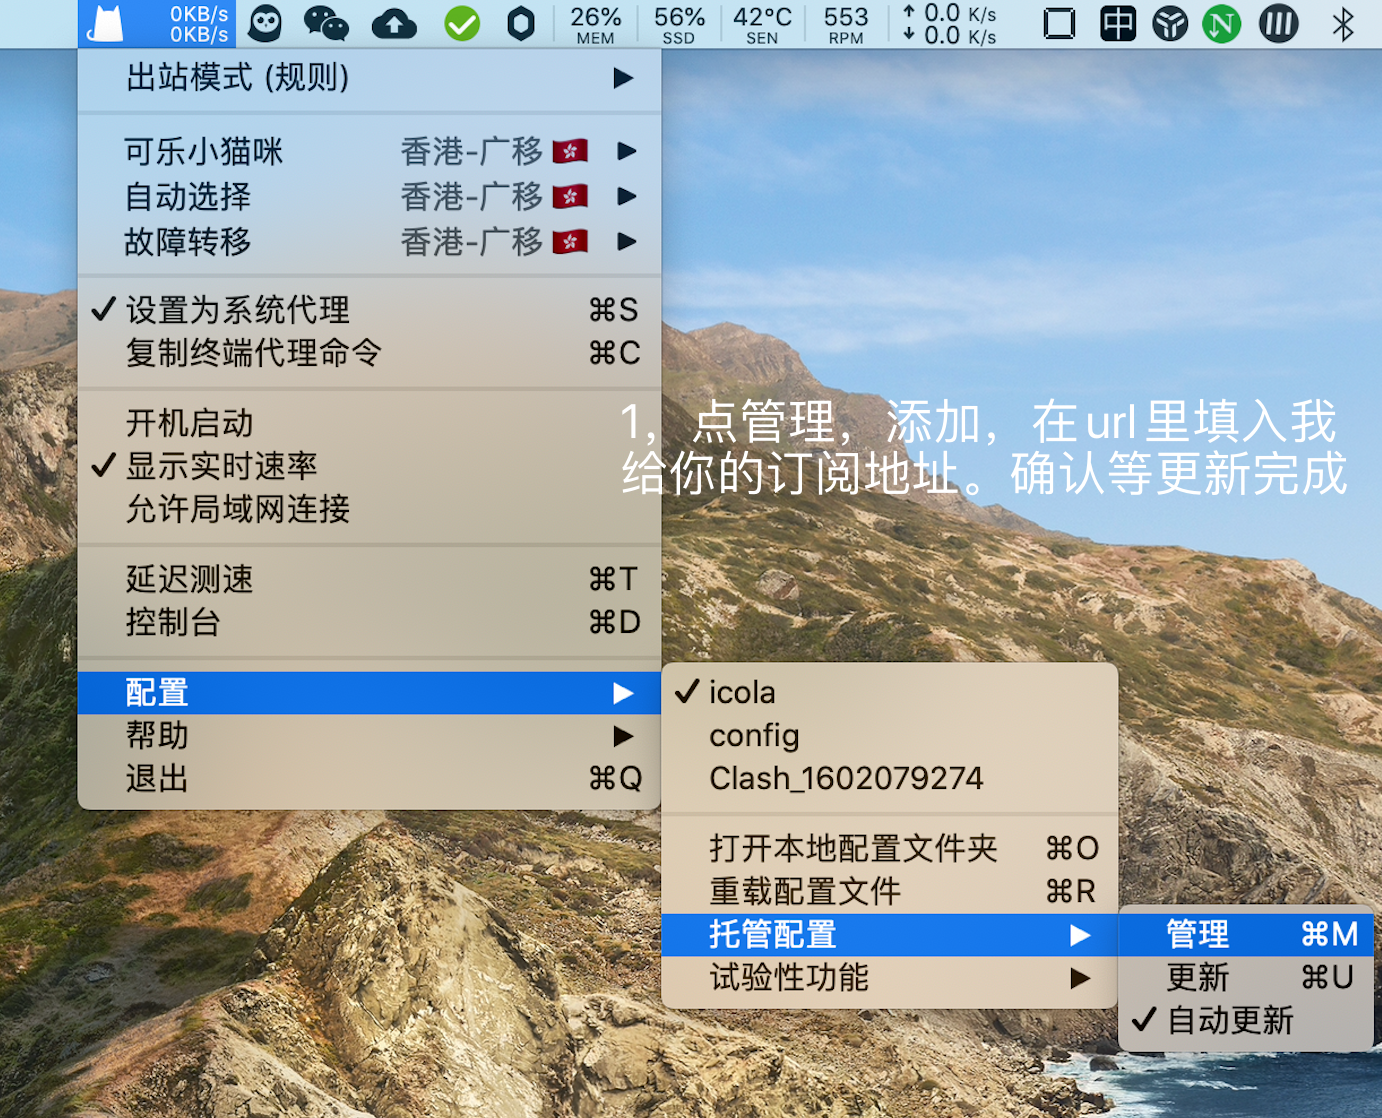 0KB/s
0KB/s
26%
MEM
56%
SSD
42°C
SEN
553
RPM
0.0 K/s
0.0 K/s
中
N
出站模式 (规则)
可乐小猫咪 香港-广移
自动选择 香港-广移
故障转移 香港-广移
设置为系统代理 ⌘S
复制终端代理命令 ⌘C
开机启动
显示实时速率
允许局域网连接
1，点管理，添加，在url里填入我
给你的订阅地址。确认等更新完成
延迟测速 ⌘T
控制台 ⌘D
配置
帮助
退出 ⌘Q
icola
config
Clash_1602079274
打开本地配置文件夹 ⌘O
重载配置文件 ⌘R
托管配置
试验性功能
管理 ⌘M
更新 ⌘U
自动更新